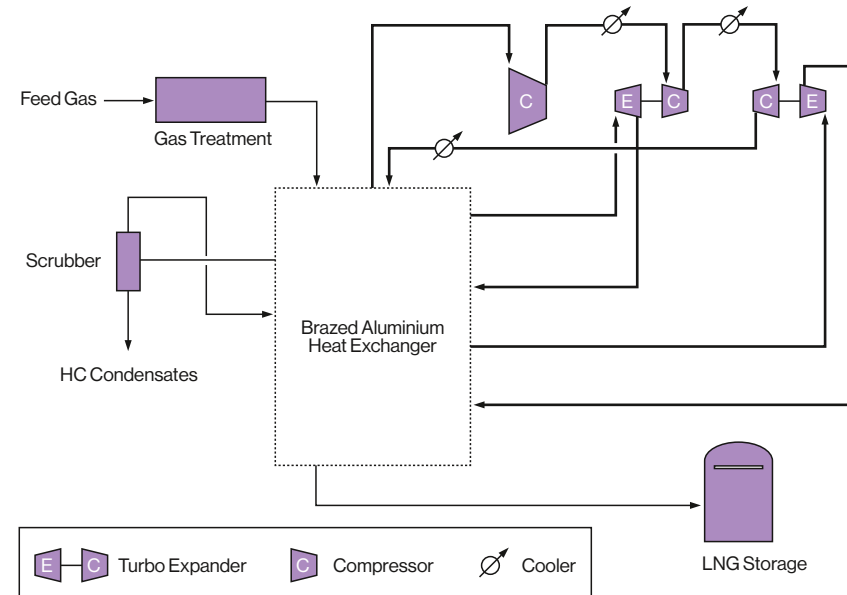 Feed Gas
Gas Treatment
C
E
C
C
E
Scrubber
HC Condensates
Brazed Aluminium
Heat Exchanger
LNG Storage
E
C
Turbo Expander
C
Compressor
Cooler